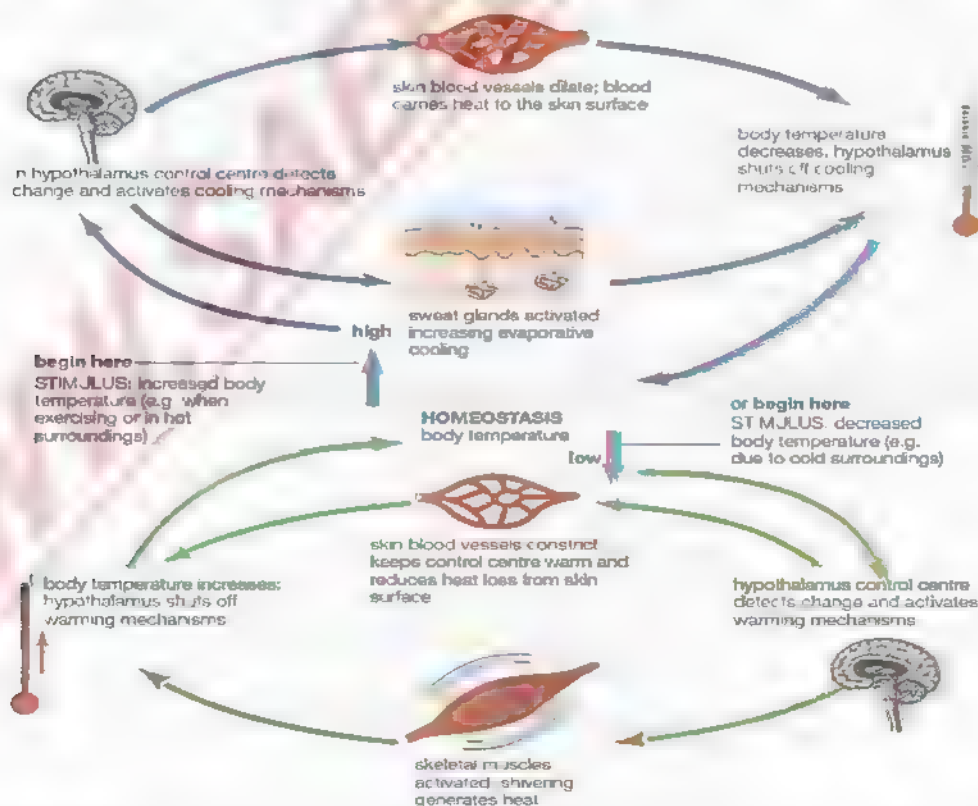 skin blood vessels dilate; blood
carries heat to the skin surface
body temperature
decreases, hypothalamus
shuts off cooling
mechanisms
n hypothalamus control centre detects
change and activates cooling mechanisms
sweat glands activated
increasing evaporative
cooling
high
begin here
STIMULUS: increased body
temperature (e.g. when
exercising or in hot
surroundings)
HOMEOSTASIS
body temperature
low
or begin here
STIMULUS: decreased
body temperature (e.g.
due to cold surroundings)
skin blood vessels constrict
keeps control centre warm and
reduces heat loss from skin
surface
body temperature increases:
hypothalamus shuts off
warming mechanisms
hypothalamus control centre
detects change and activates
warming mechanisms
skeletal muscles
activated shivering
generates heat